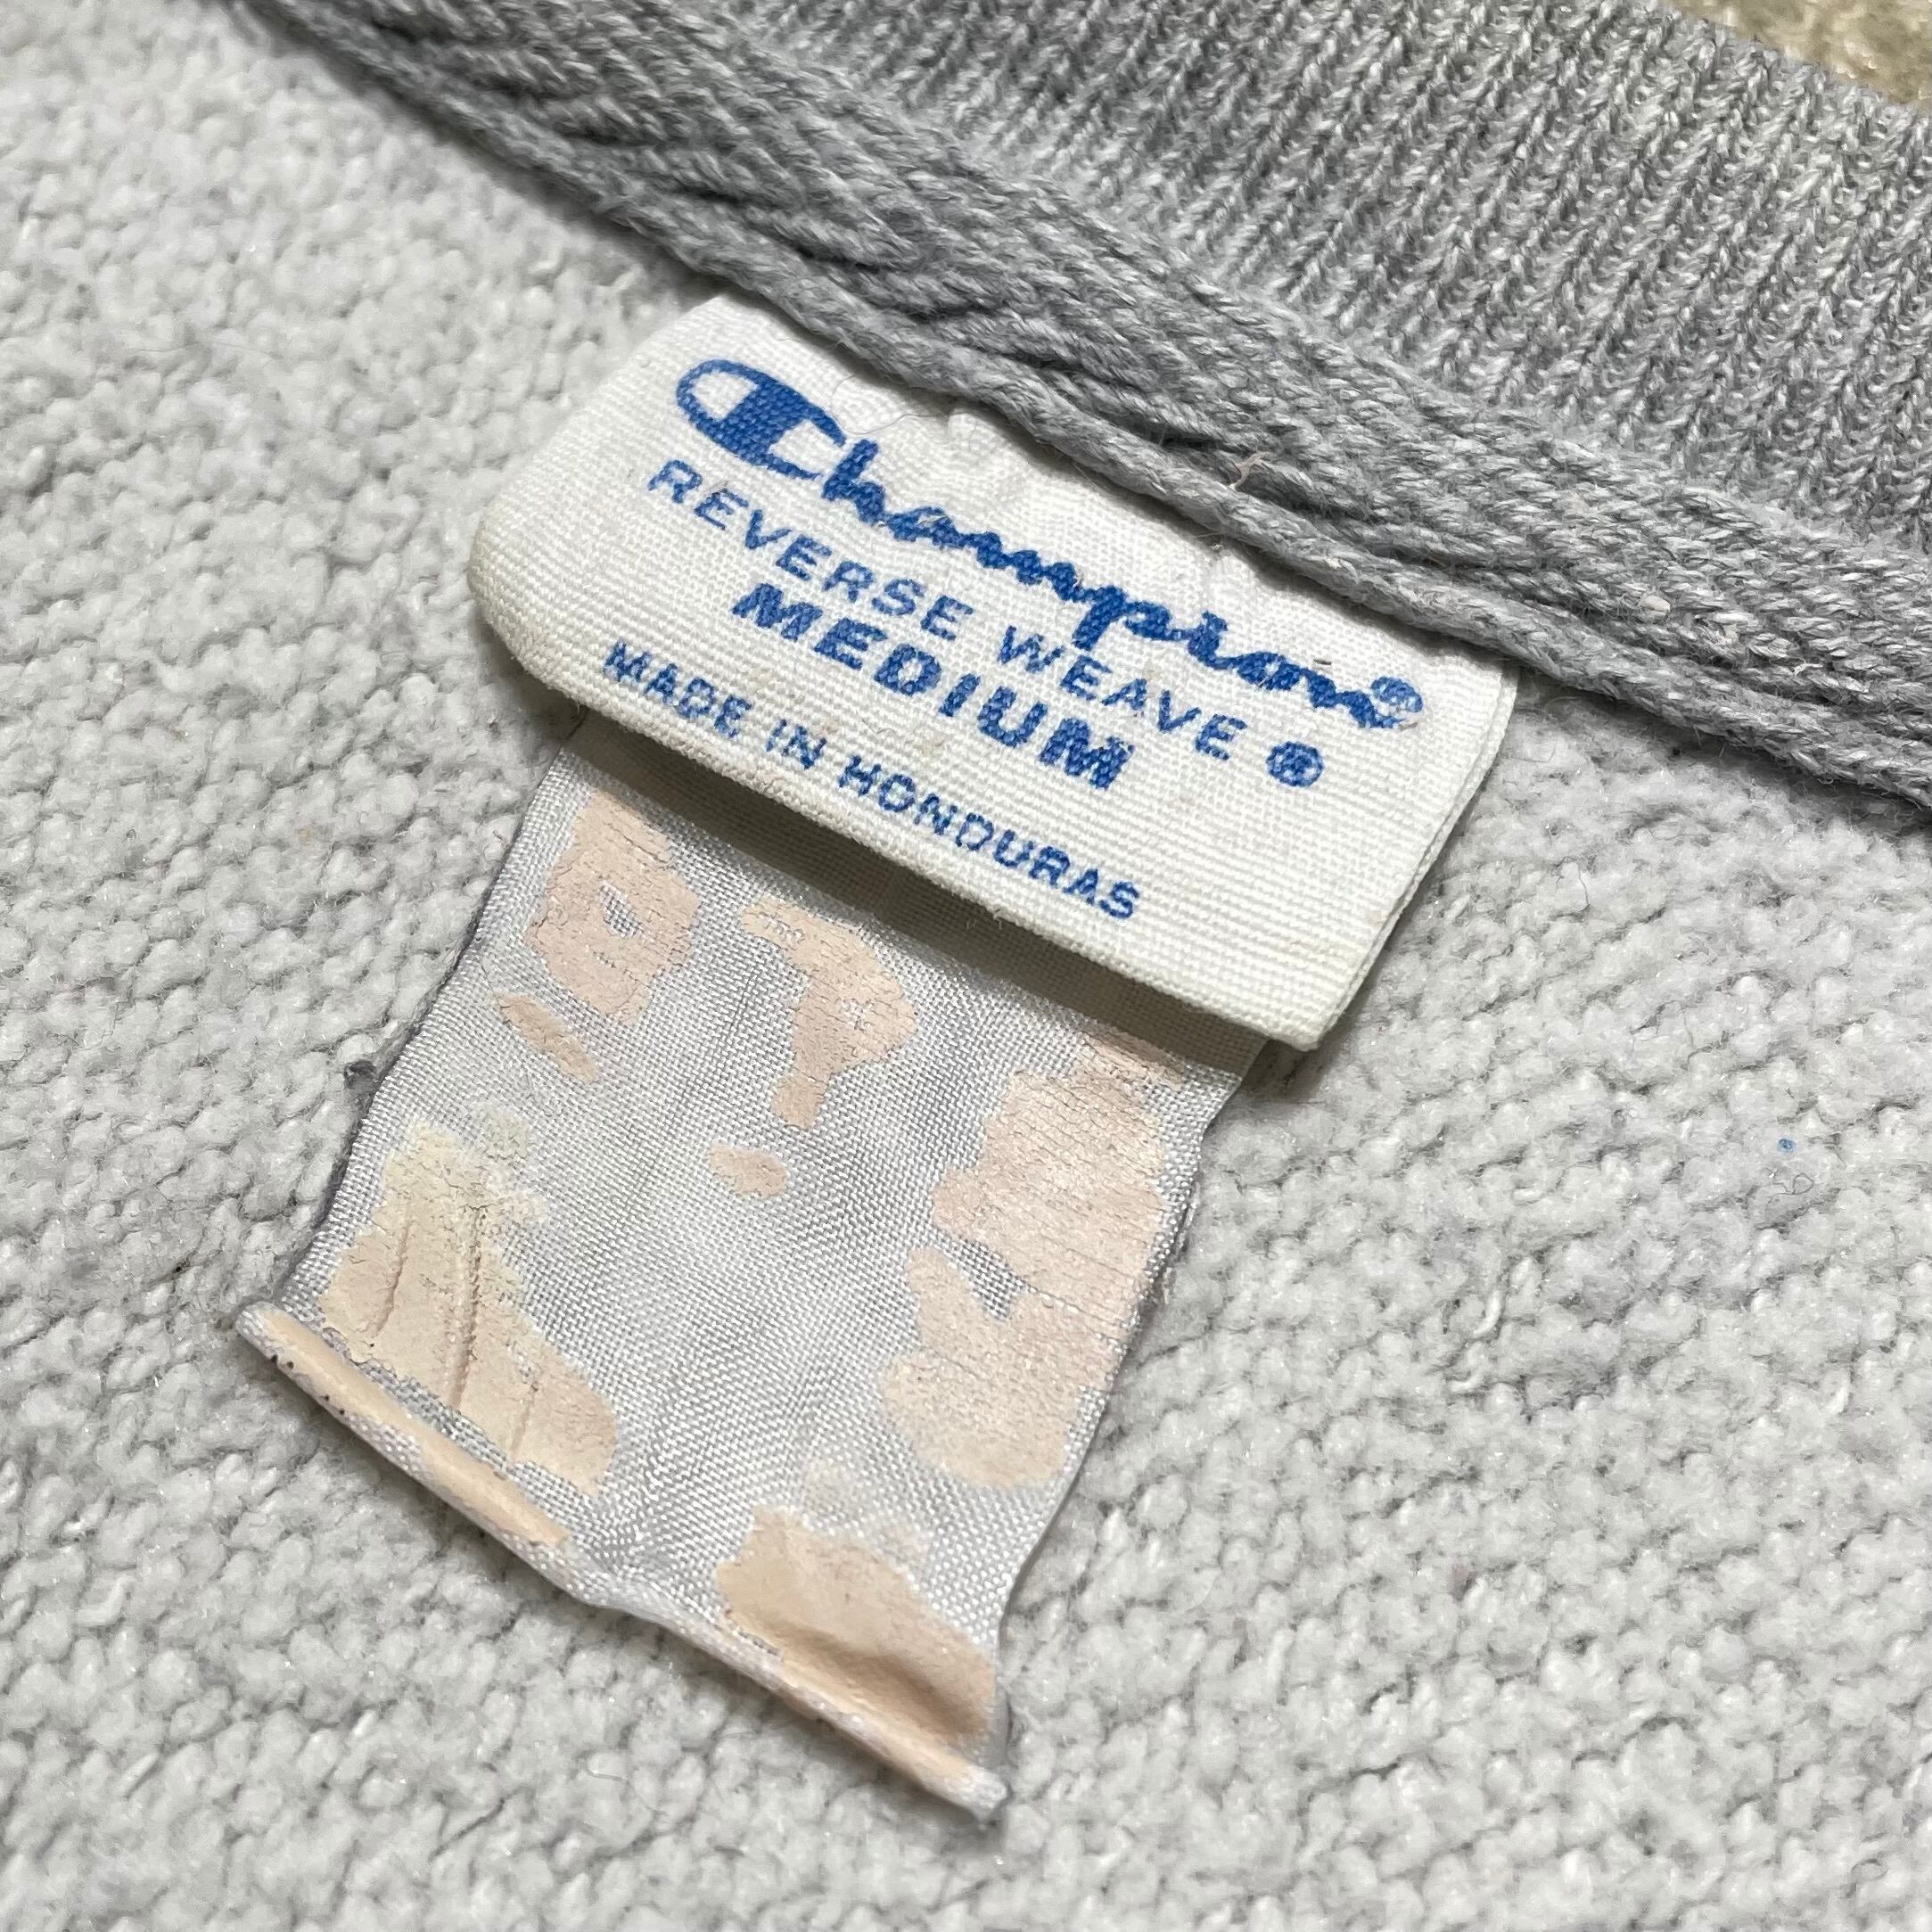 Champion®
REVERSE WEAVE ®
MEDIUM
MADE IN HONDURAS